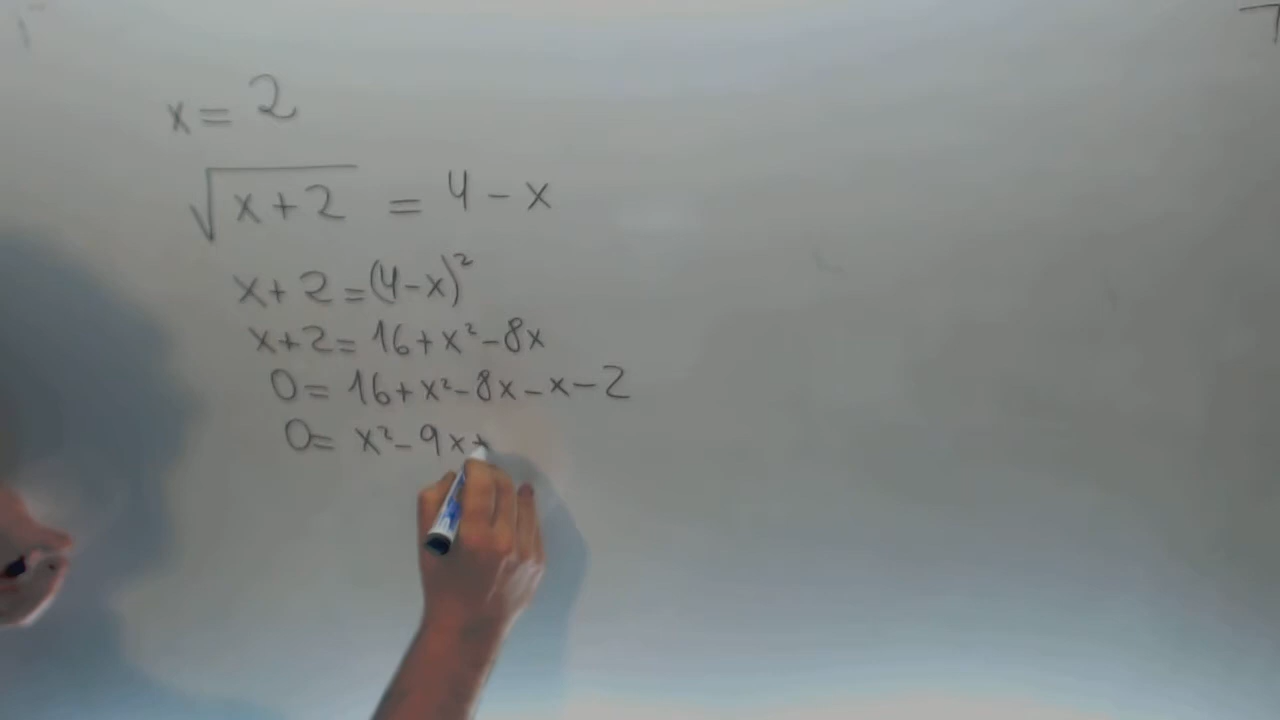 x = 2
√x+2 = 4 - x
x+2=(4-x)²
x+2= 16+x²-8x
0= 16+x²-8x-x-2
0= x²-9x+